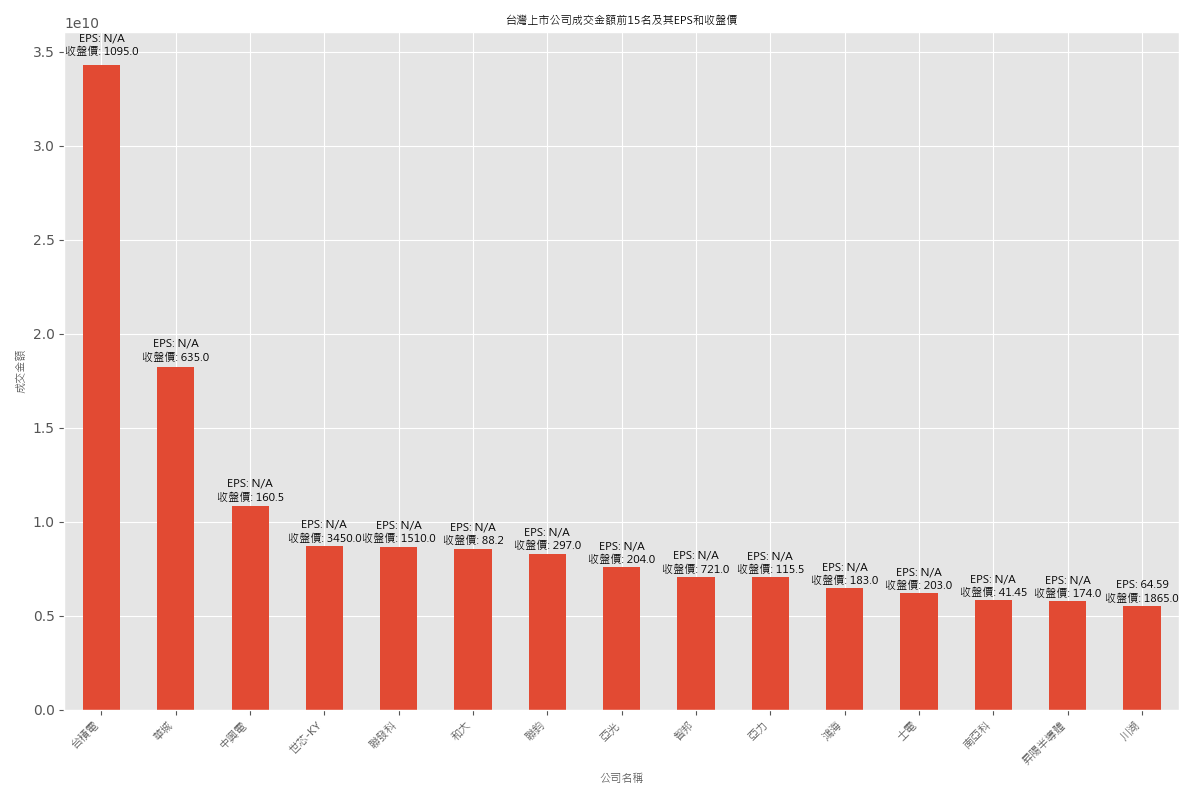 台灣上市公司成交金額前15名及其EPS和收盤價
1e10
3.5
3.0
2.5
2.0
1.5
1.0
0.5
0.0
成交金額
EPS: N/A
收盤價: 1095.0
EPS: N/A
收盤價: 635.0
EPS: N/A
收盤價: 160.5
EPS: N/A
收盤價: 3450.0
EPS: N/A
收盤價: 1510.0
EPS: N/A
收盤價: 88.2
EPS: N/A
收盤價: 297.0
EPS: N/A
收盤價: 204.0
EPS: N/A
收盤價: 721.0
EPS: N/A
收盤價: 115.5
EPS: N/A
收盤價: 183.0
EPS: N/A
收盤價: 203.0
EPS: N/A
收盤價: 41.45
EPS: N/A
收盤價: 174.0
EPS: 64.59
收盤價: 1865.0
台積電
華城
中興電
世芯-KY
聯發科
和大
聯鈞
亞光
智邦
亞力
鴻海
士電
南亞科
昇陽半導體
川湖
公司名稱